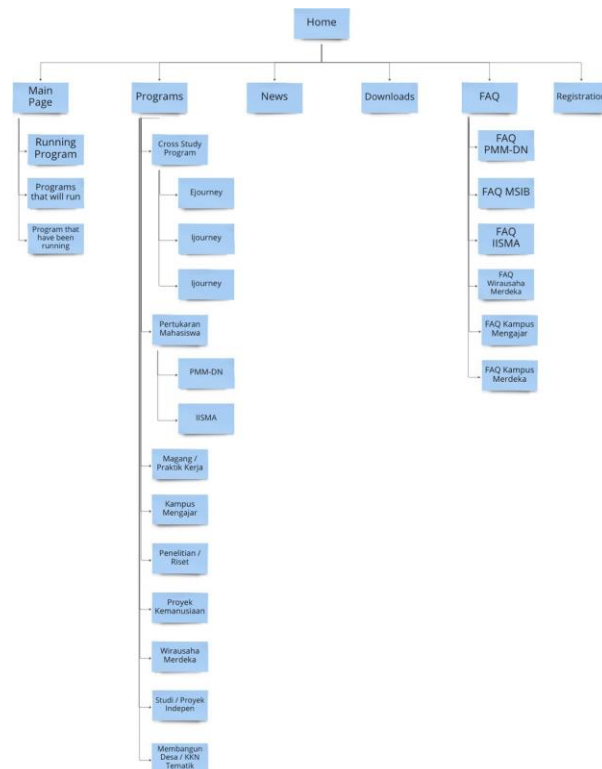 Home
Main
Page
Programs
News
Downloads
FAQ
Registration
Running
Program
Programs
that will run
Program that
have been
running
Cross Study
Program
Ejourney
Ijourney
Ijourney
Pertukaran
Mahasiswa
PMM-DN
IISMA
Magang /
Praktik Kerja
Kampus
Mengajar
Penelitian /
Riset
Proyek
Kemanusiaan
Wirausaha
Merdeka
Studi / Proyek
Indepen
Membangun
Desa / KKN
Tematik
FAQ
PMM-DN
FAQ MSIB
FAQ
IISMA
FAQ
Wirausaha
Merdeka
FAQ Kampus
Mengajar
FAQ Kampus
Merdeka